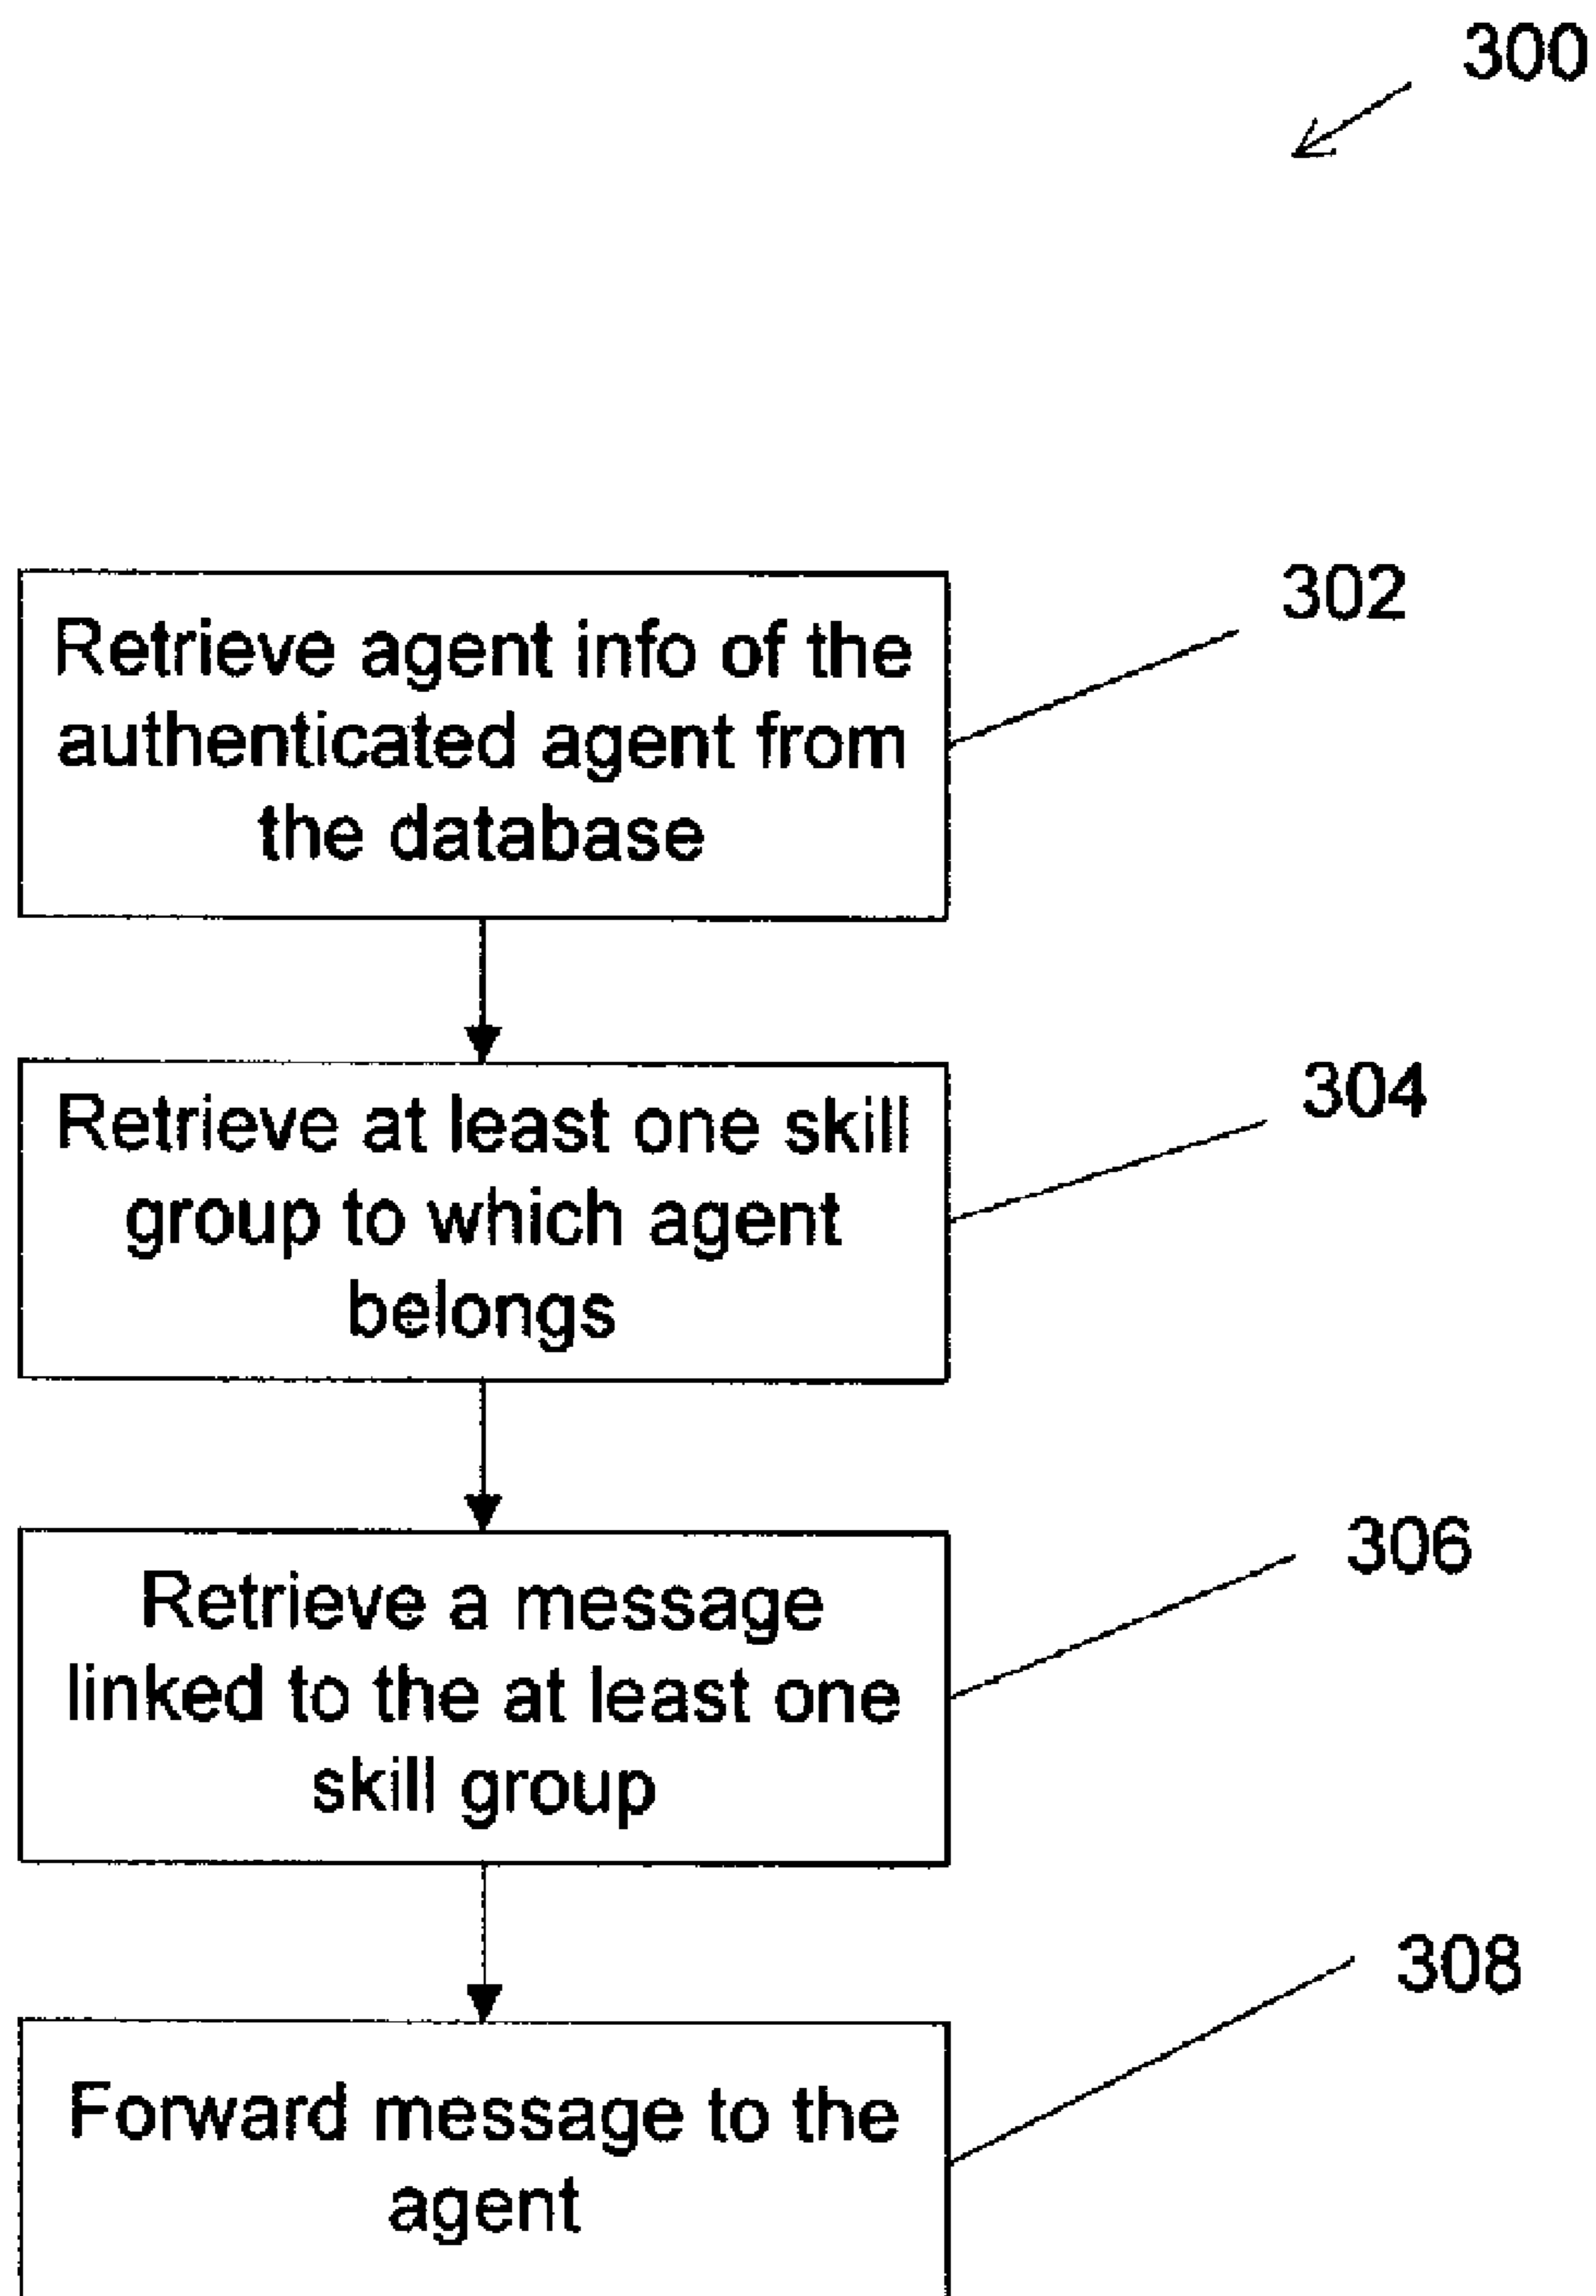 300
Retrieve agent info of the
authenticated agent from
the database
302
Retrieve at least one skill
group to which agent
belongs
304
Retrieve a message
linked to the at least one
skill group
306
Forward message to the
agent
308